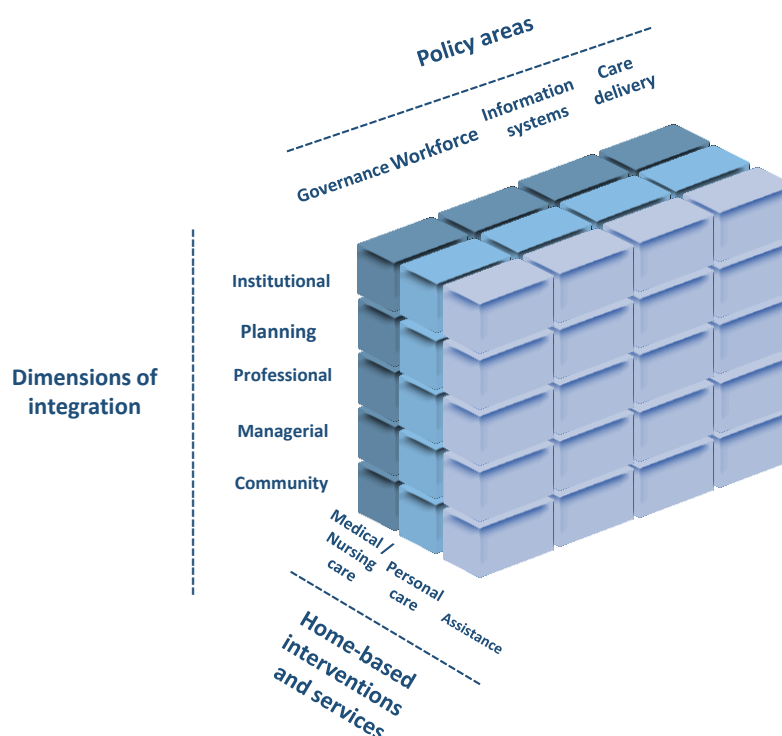 Policy areas
Governance
Workforce
Information
systems
Care
delivery
Dimensions of
integration
Institutional
Planning
Professional
Managerial
Community
Medical /
Nursing
care
Personal
care
Assistance
Home-based
interventions
and services